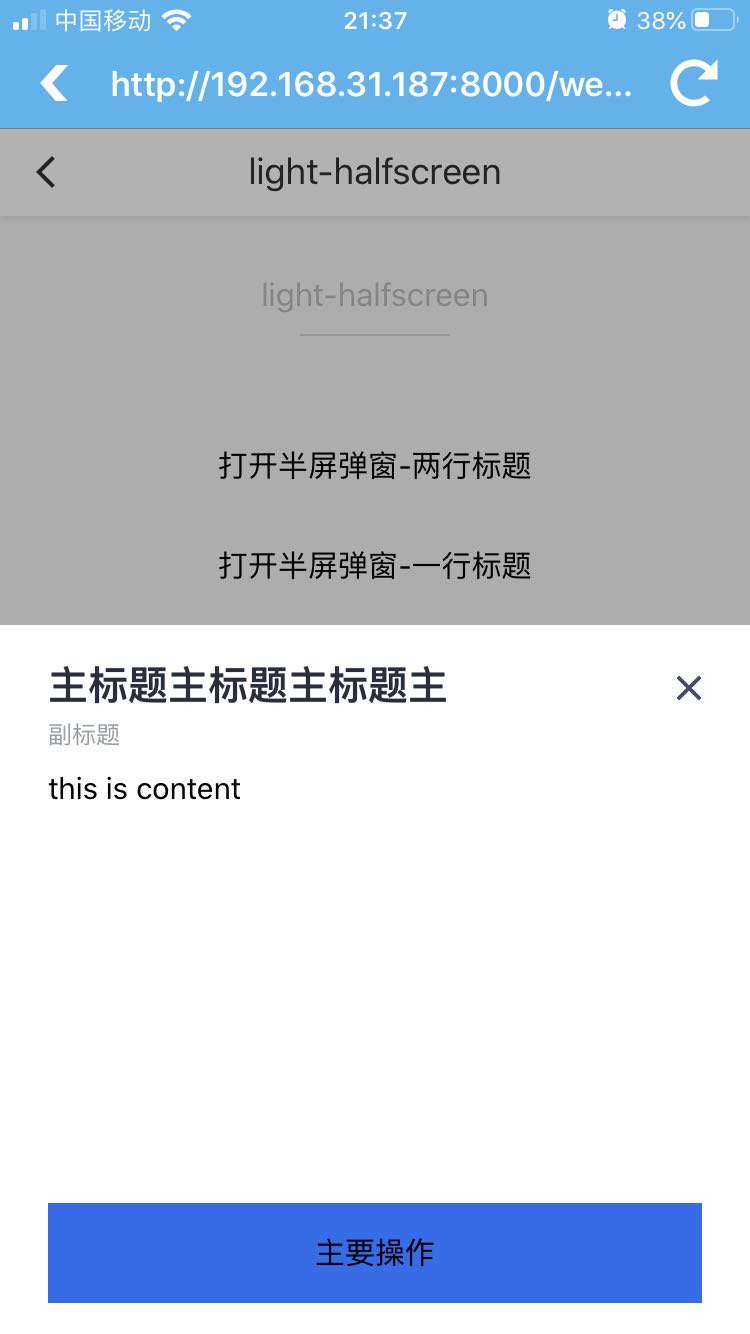 中国移动
21:37
38%
http://192.168.31.187:8000/we...
light-halfscreen
light-halfscreen
打开半屏弹窗-两行标题
打开半屏弹窗-一行标题
主标题主标题主标题主
副标题
this is content
主要操作